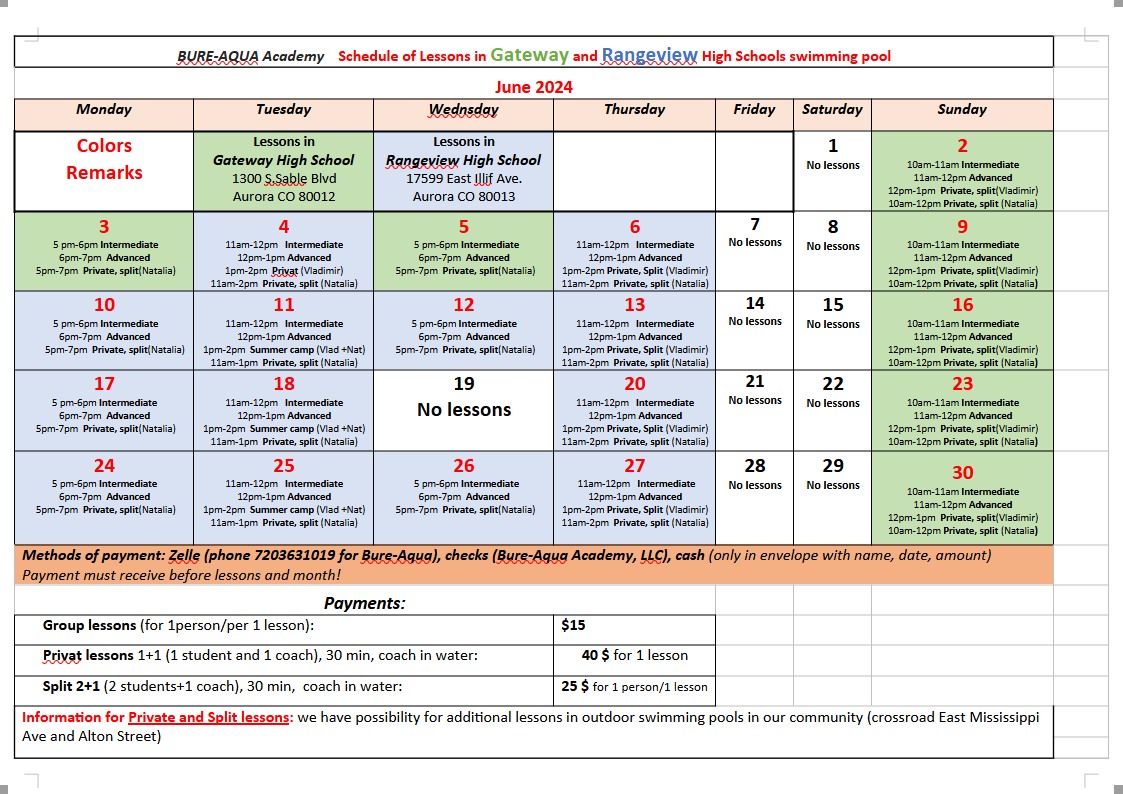 BURE-AQUA Academy Schedule of Lessons in Gateway and Rangeview High Schools swimming pool
June 2024
Monday Tuesday Wednsday Thursday Friday Saturday Sunday
Colors
Remarks
Lessons in
Gateway High School
1300 S.Sable Blvd
Aurora CO 80012
Lessons in
Rangeview High School
17599 East Illif Ave.
Aurora CO 80013
1
No lessons
2
10am-11am Intermediate
11am-12pm Advanced
12pm-1pm Private, split(Vladimir)
10am-12pm Private, split (Natalia)
3
5 pm-6pm Intermediate
6pm-7pm Advanced
5pm-7pm Private, split(Natalia)
4
11am-12pm Intermediate
12pm-1pm Advanced
1pm-2pm Privat (Vladimir)
11am-2pm Private, split (Natalia)
5
5 pm-6pm Intermediate
6pm-7pm Advanced
5pm-7pm Private, split(Natalia)
6
11am-12pm Intermediate
12pm-1pm Advanced
1pm-2pm Private, Split (Vladimir)
11am-2pm Private, split (Natalia)
7
No lessons
8
No lessons
9
10am-11am Intermediate
11am-12pm Advanced
12pm-1pm Private, split(Vladimir)
10am-12pm Private, split (Natalia)
10
5 pm-6pm Intermediate
6pm-7pm Advanced
5pm-7pm Private, split(Natalia)
11
11am-12pm Intermediate
12pm-1pm Advanced
1pm-2pm Summer camp (Vlad +Nat)
11am-1pm Private, split (Natalia)
12
5 pm-6pm Intermediate
6pm-7pm Advanced
5pm-7pm Private, split(Natalia)
13
11am-12pm Intermediate
12pm-1pm Advanced
1pm-2pm Private, Split (Vladimir)
11am-2pm Private, split (Natalia)
14
No lessons
15
No lessons
16
10am-11am Intermediate
11am-12pm Advanced
12pm-1pm Private, split(Vladimir)
10am-12pm Private, split (Natalia)
17
5 pm-6pm Intermediate
6pm-7pm Advanced
5pm-7pm Private, split(Natalia)
18
11am-12pm Intermediate
12pm-1pm Advanced
1pm-2pm Summer camp (Vlad +Nat)
11am-1pm Private, split (Natalia)
19
No lessons
20
11am-12pm Intermediate
12pm-1pm Advanced
1pm-2pm Private, Split(Vladimir)
11am-2pm Private, split (Natalia)
21
No lessons
22
No lessons
23
10am-11am Intermediate
11am-12pm Advanced
12pm-1pm Private, split(Vladimir)
10am-12pm Private, split (Natalia)
24
5 pm-6pm Intermediate
6pm-7pm Advanced
5pm-7pm Private, split(Natalia)
25
11am-12pm Intermediate
12pm-1pm Advanced
1pm-2pm Summer camp (Vlad +Nat)
11am-1pm Private, split (Natalia)
26
5 pm-6pm Intermediate
6pm-7pm Advanced
5pm-7pm Private, split(Natalia)
27
11am-12pm Intermediate
12pm-1pm Advanced
1pm-2pm Private, Split(Vladimir)
11am-2pm Private, split (Natalia)
28
No lessons
29
No lessons
30
10am-11am Intermediate
11am-12pm Advanced
12pm-1pm Private, split(Vladimir)
10am-12pm Private, split (Natalia)
Methods of payment: Zelle (phone 7203631019 for Bure-Aqua), checks (Bure-Aqua Academy, LLC), cash (only in envelope with name, date, amount)
Payment must receive before lessons and month!
Payments:
Group lessons (for 1person/per 1 lesson): $15
Privat lessons 1+1 (1 student and 1 coach), 30 min, coach in water: 40 $ for 1 lesson
Split 2+1 (2 students+1 coach), 30 min, coach in water: 25 $ for 1 person/1 lesson
Information for Private and Split lessons: we have possibility for additional lessons in outdoor swimming pools in our community (crossroad East Mississippi
Ave and Alton Street)